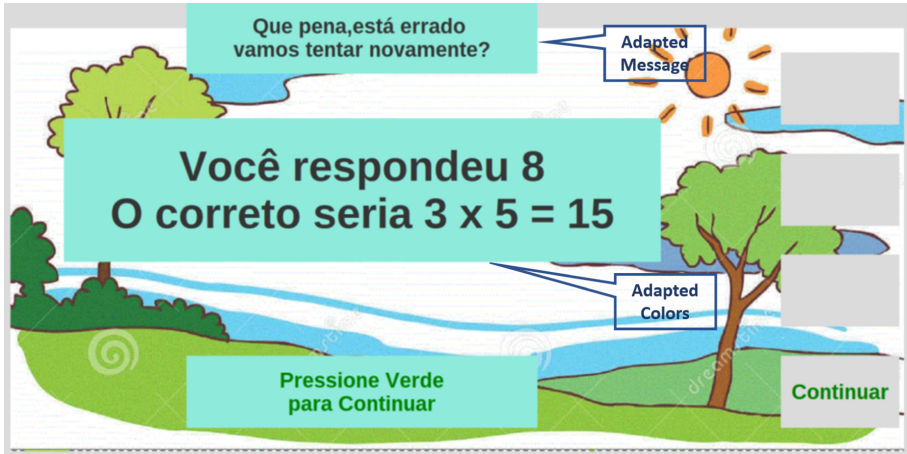 Que pena,está errado
vamos tentar novamente?
Adapted
Message
Você respondeu 8
O correto seria 3 x 5 = 15
Adapted
Colors
Pressione Verde
para Continuar
Continuar